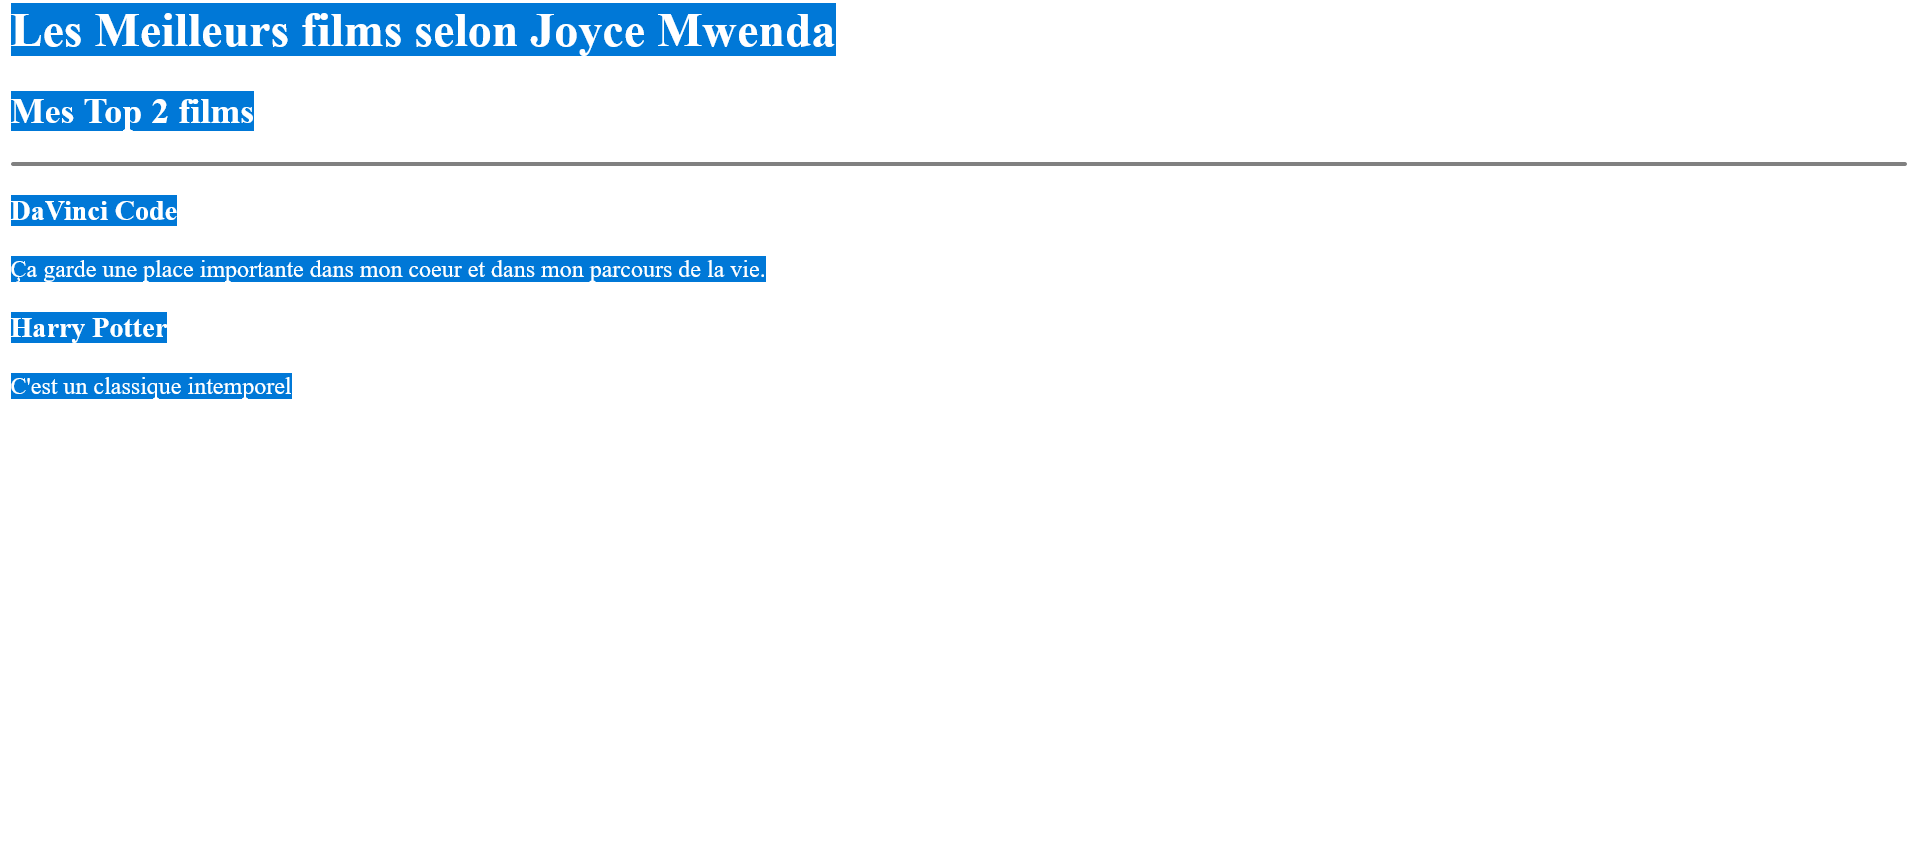 Les Meilleurs films selon Joyce Mwenda
Mes Top 2 films
DaVinci Code
Ça garde une place importante dans mon coeur et dans mon parcours de la vie.
Harry Potter
C'est un classique intemporel